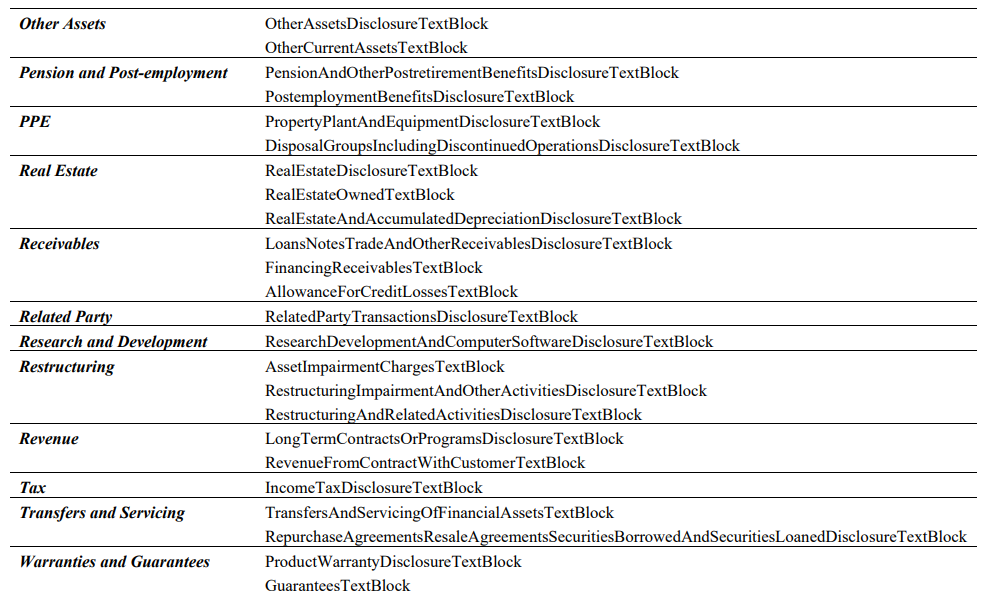 Other Assets OtherAssetsDisclosureTextBlock
OtherCurrentAssetsTextBlock
Pension and Post-employment PensionAndOtherPostretirementBenefitsDisclosureTextBlock
PostemploymentBenefitsDisclosureTextBlock
PPE PropertyPlantAndEquipmentDisclosureTextBlock
DisposalGroupsIncludingDiscontinuedOperationsDisclosureTextBlock
Real Estate RealEstateDisclosureTextBlock
RealEstateOwnedTextBlock
RealEstateAndAccumulatedDepreciationDisclosureTextBlock
Receivables LoansNotesTradeAndOtherReceivablesDisclosureTextBlock
FinancingReceivablesTextBlock
AllowanceForCreditLossesTextBlock
Related Party RelatedPartyTransactionsDisclosureTextBlock
Research and Development ResearchDevelopmentAndComputerSoftwareDisclosureTextBlock
Restructuring AssetImpairmentChargesTextBlock
RestructuringImpairmentAndOtherActivitiesDisclosureTextBlock
RestructuringAndRelatedActivitiesDisclosureTextBlock
Revenue LongTermContractsOrProgramsDisclosureTextBlock
RevenueFromContractWithCustomerTextBlock
Tax IncomeTaxDisclosureTextBlock
Transfers and Servicing TransfersAndServicingOfFinancialAssetsTextBlock
RepurchaseAgreementsResaleAgreementsSecuritiesBorrowedAndSecuritiesLoanedDisclosureTextBlock
Warranties and Guarantees ProductWarrantyDisclosureTextBlock
GuaranteesTextBlock